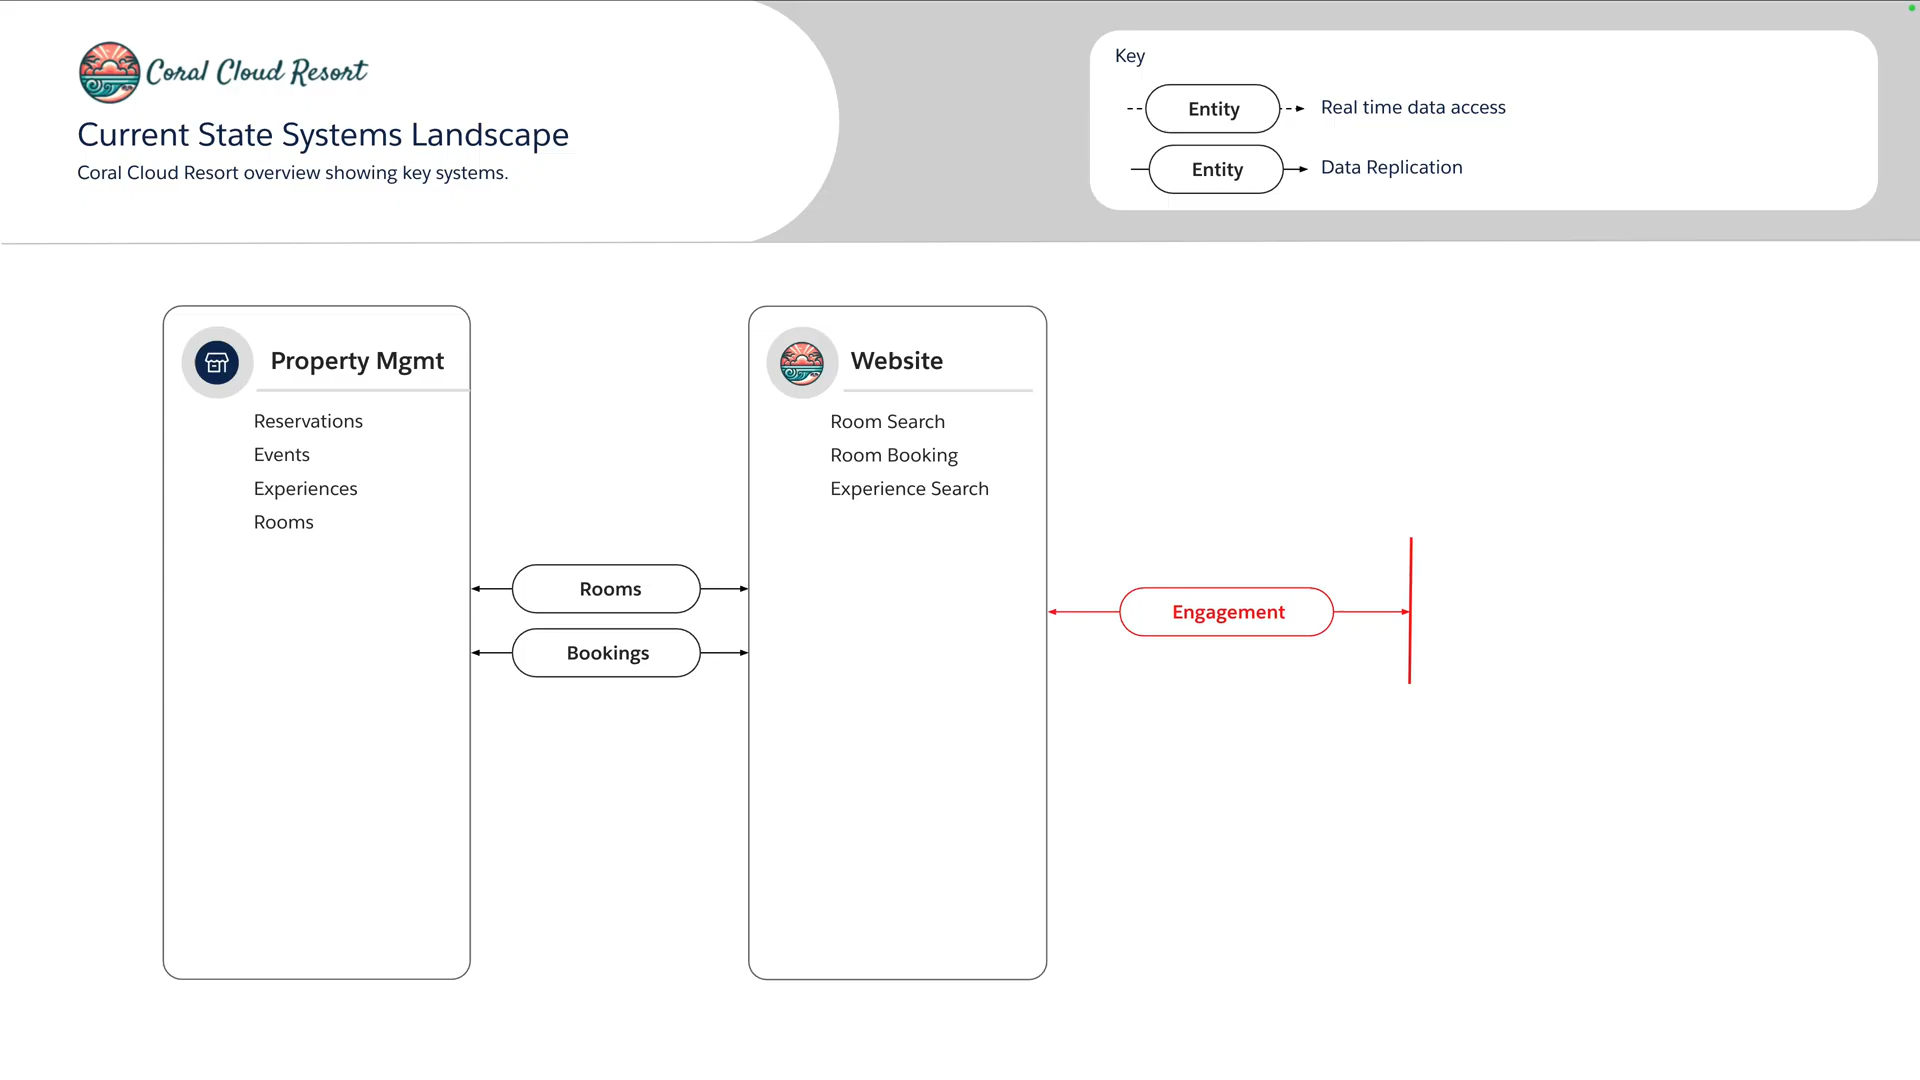 Coral Cloud Resort
Current State Systems Landscape
Coral Cloud Resort overview showing key systems.
Key
Entity
Real time data access
Entity
Data Replication
Property Mgmt
Reservations
Events
Experiences
Rooms
Rooms
Bookings
Website
Room Search
Room Booking
Experience Search
Engagement